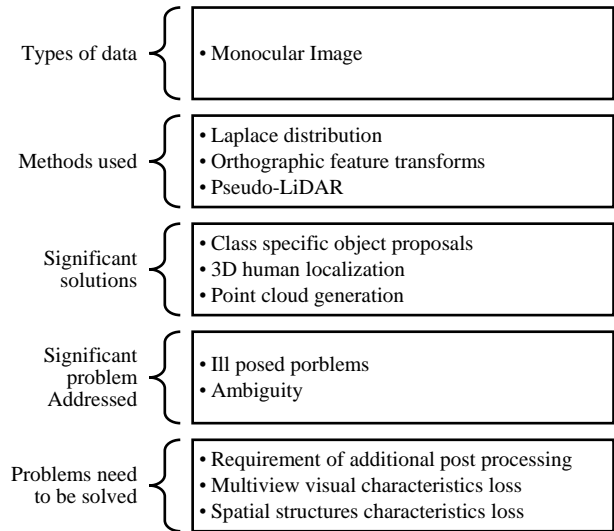 Types of data
• Monocular Image
Methods used
• Laplace distribution
• Orthographic feature transforms
• Pseudo-LiDAR
Significant
solutions
• Class specific object proposals
• 3D human localization
• Point cloud generation
Significant
problem
Addressed
• Ill posed porblems
• Ambiguity
Problems need
to be solved
• Requirement of additional post processing
• Multiview visual characteristics loss
• Spatial structures characteristics loss